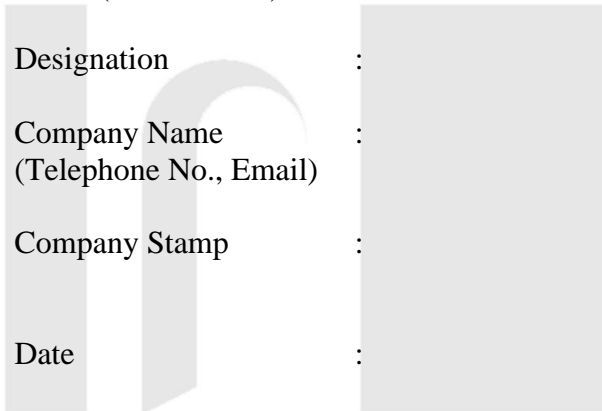 Designation :
Company Name :
(Telephone No., Email)
Company Stamp :
Date :